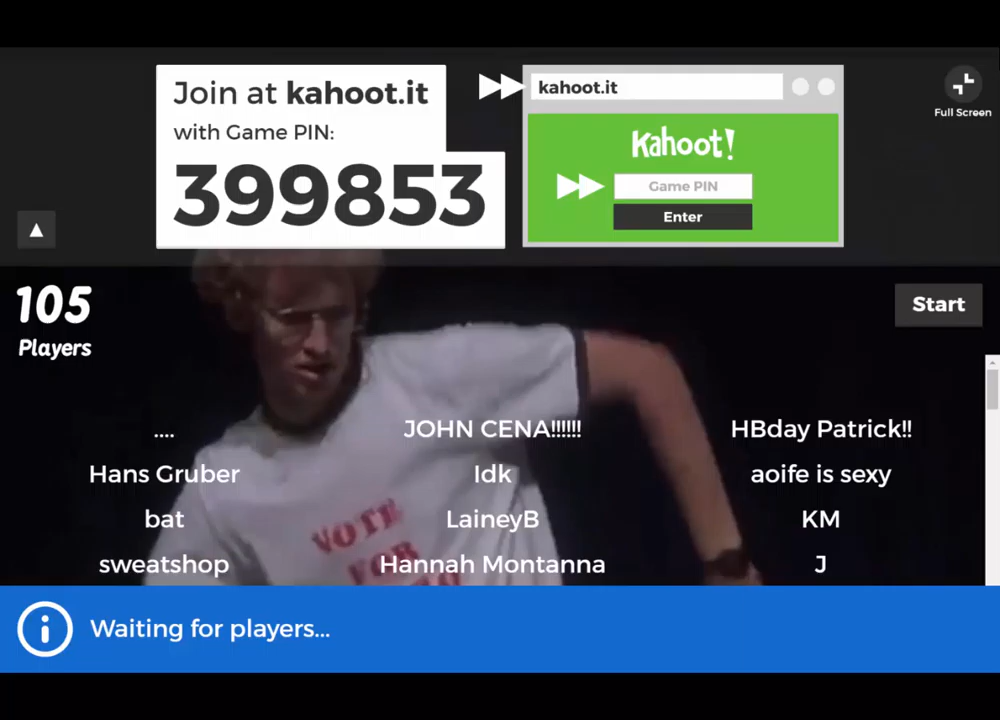 Join at kahoot.it
with Game PIN:
399853
kahoot.it
Kahoot!
Game PIN
Enter
Full Screen
▲
105
Players
Start
.... JOHN CENA!!!!!! HBday Patrick!!
Hans Gruber Idk aoife is sexy
bat LaineyB KM
sweatshop Hannah Montanna J
VOTE
FOR
Waiting for players...